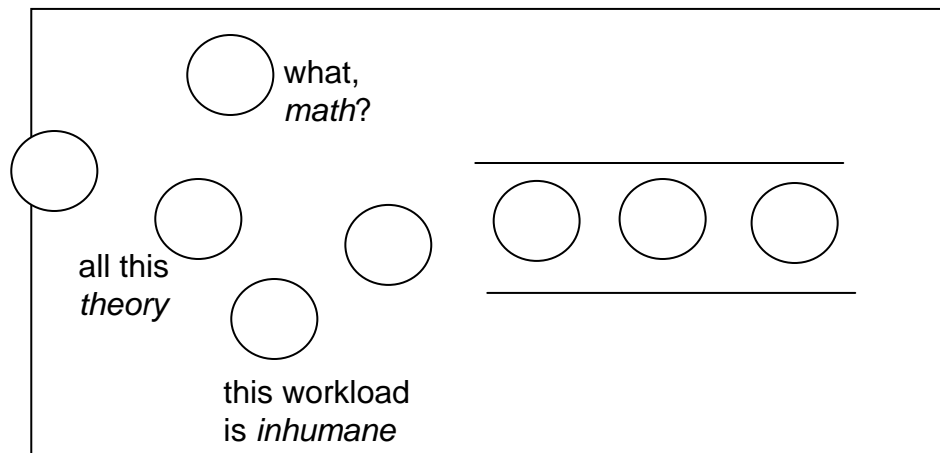 what,
math?
all this
theory
this workload
is inhumane